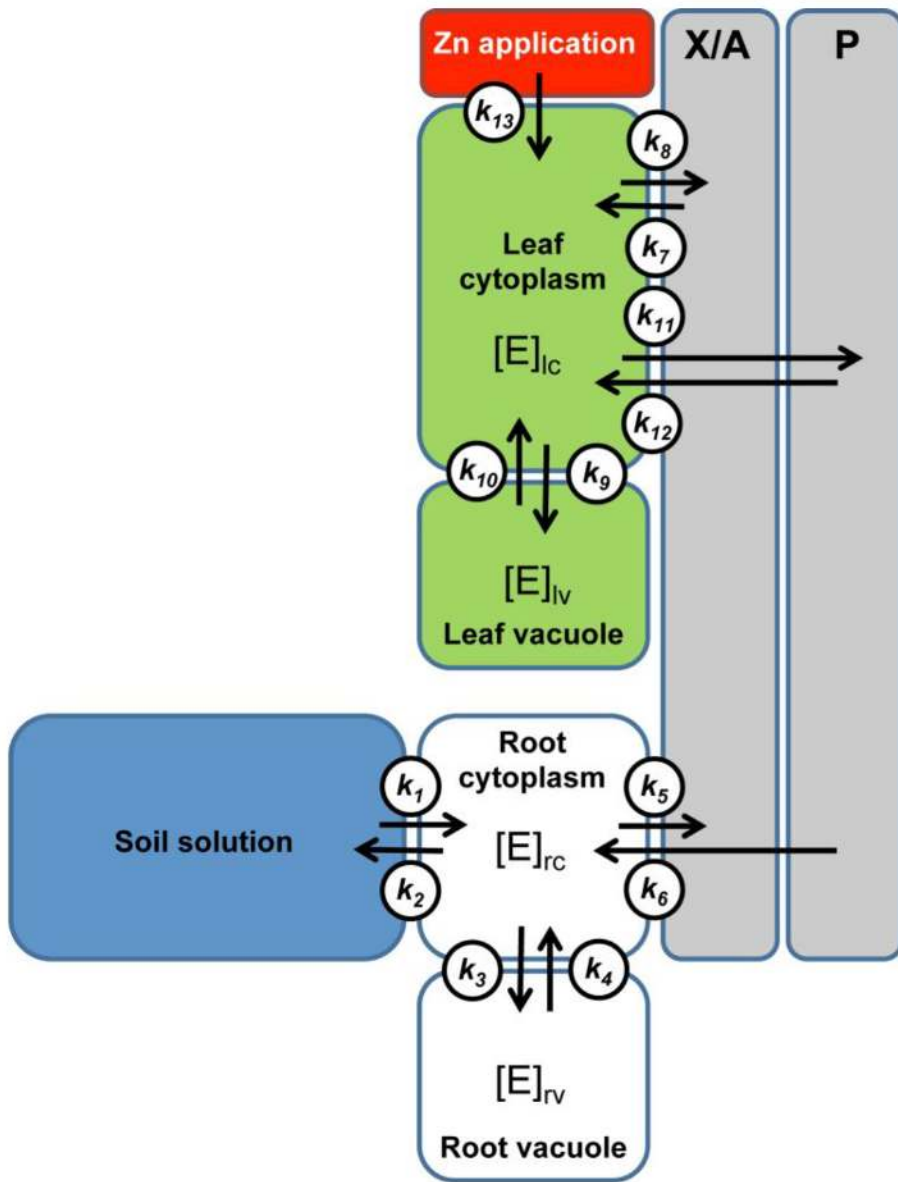 Zn application
X/A
P
k13
k8
Leaf
cytoplasm
k7
k11
[E]lc
k12
k10
k9
[E]lv
Leaf vacuole
Root
cytoplasm
k1
k5
Soil solution
[E]rc
k2
k6
k3
k4
[E]rv
Root vacuole